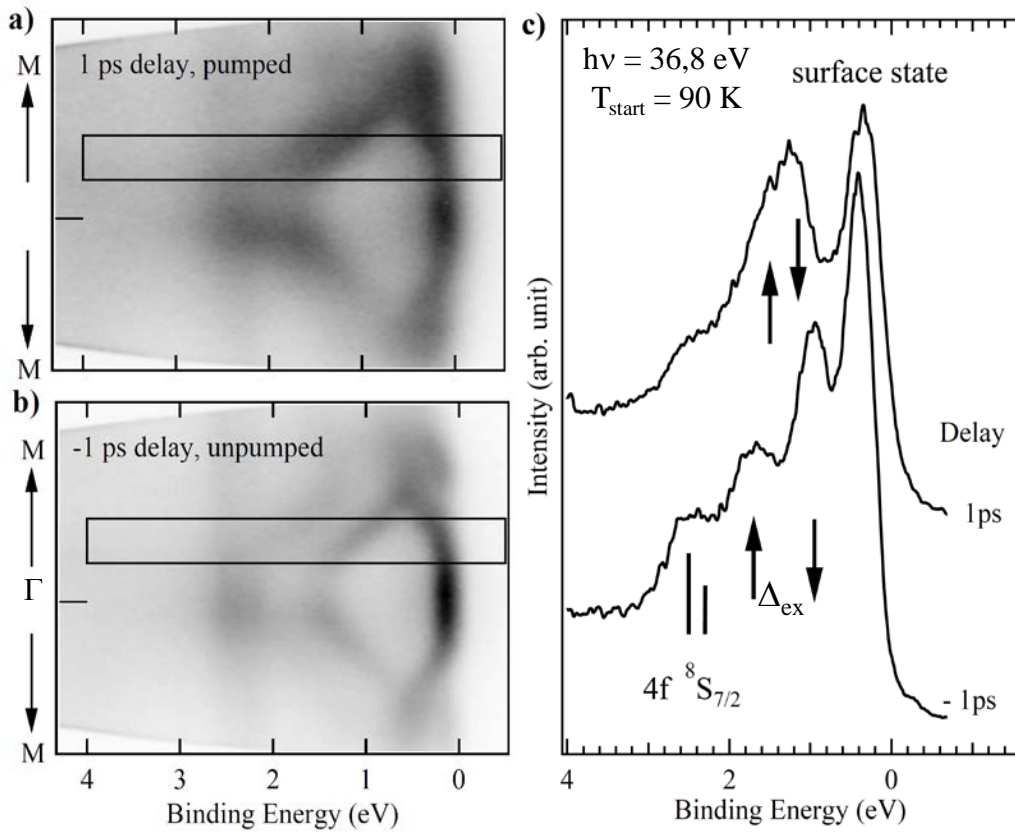 a)
M
1 ps delay, pumped
M
b)
M
-1 ps delay, unpumped
Γ
M
4 3 2 1 0
Binding Energy (eV)
c)
hν = 36,8 eV
T_start = 90 K
surface state
Intensity (arb. unit)
Delay
1ps
Δ_ex
4f ⁸S_7/2
- 1ps
4 2 0
Binding Energy (eV)